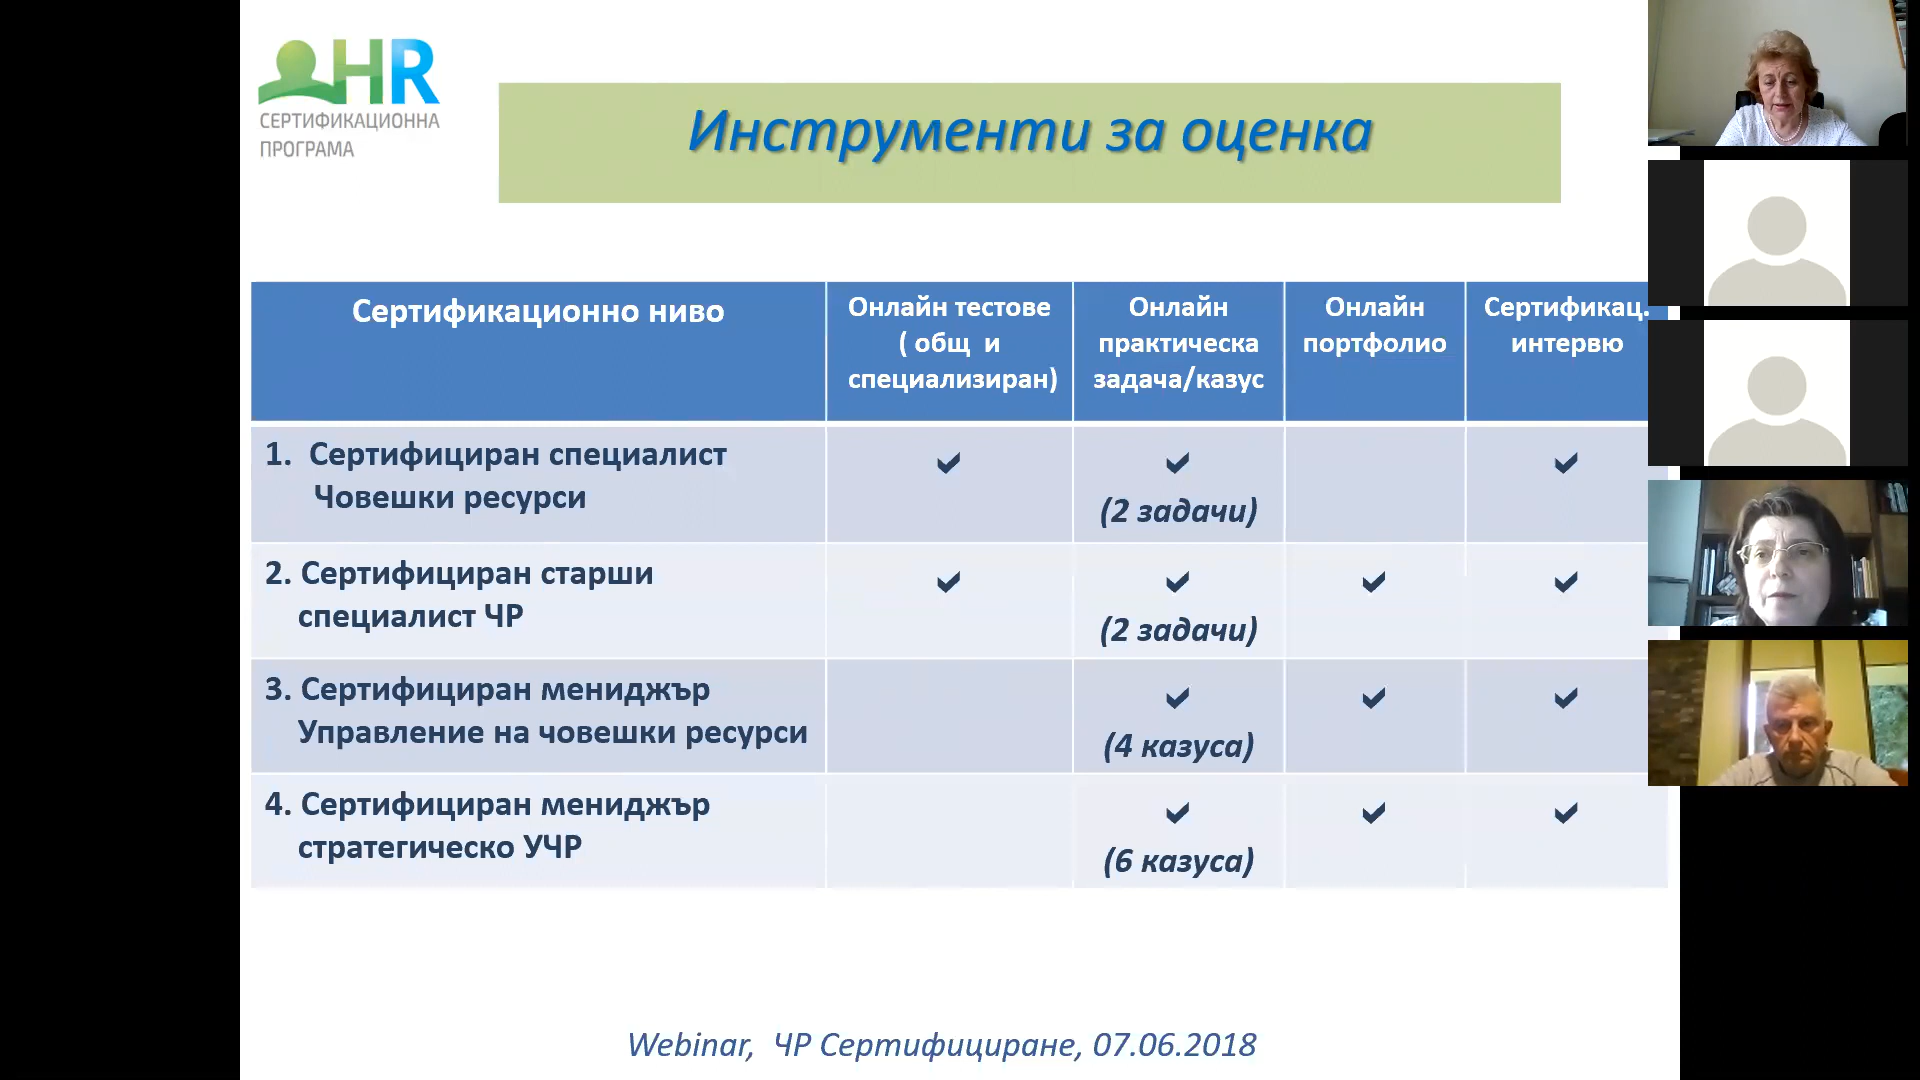 HR
СЕРТИФИКАЦИОННА
ПРОГРАМА
Инструменти за оценка
Сертификационно ниво
Онлайн тестове
( общ и
специализиран)
Онлайн
практическа
задача/казус
Онлайн
портфолио
Сертификац.
интервю
1. Сертифициран специалист
Човешки ресурси
✓
✓
(2 задачи)
✓
2. Сертифициран старши
специалист ЧР
✓
✓
(2 задачи)
✓
✓
3. Сертифициран мениджър
Управление на човешки ресурси
✓
(4 казуса)
✓
✓
4. Сертифициран мениджър
стратегическо УЧР
✓
(6 казуса)
✓
✓
Webinar, ЧР Сертифициране, 07.06.2018